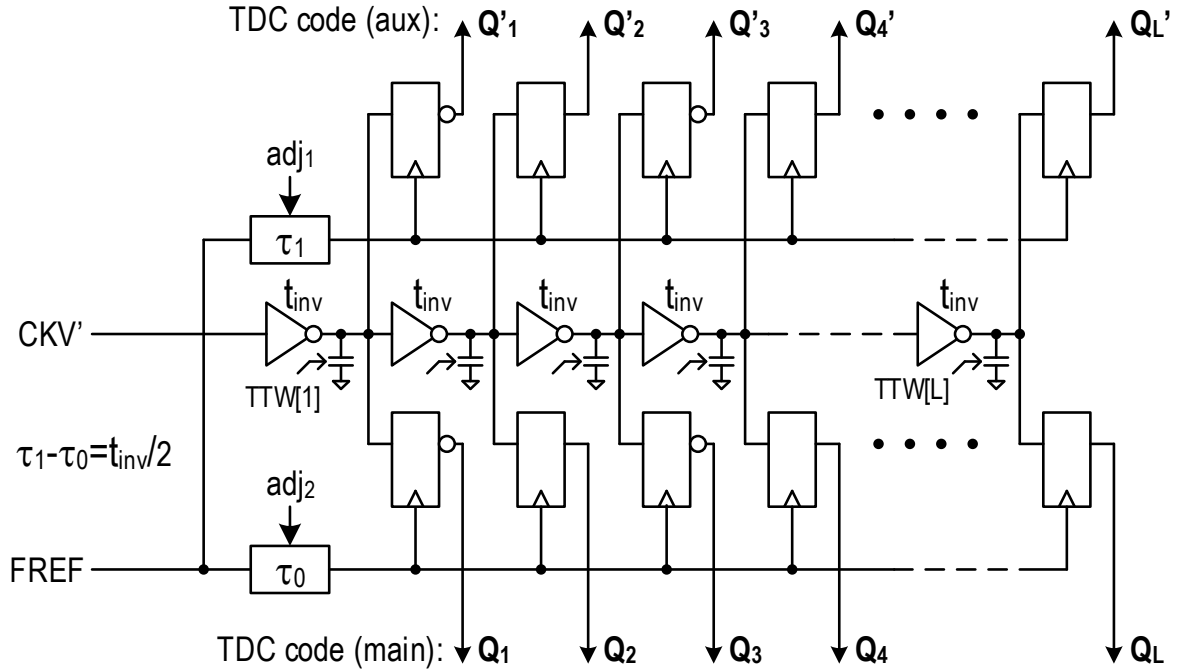 TDC code (aux): Q’1 Q’2 Q’3 Q4’ QL’
adj1
τ1
tinv tinv tinv tinv tinv
CKV’
TTW[1] TTW[L]
τ1-τ0=tinv/2
adj2
FREF
τ0
TDC code (main): Q1 Q2 Q3 Q4 QL